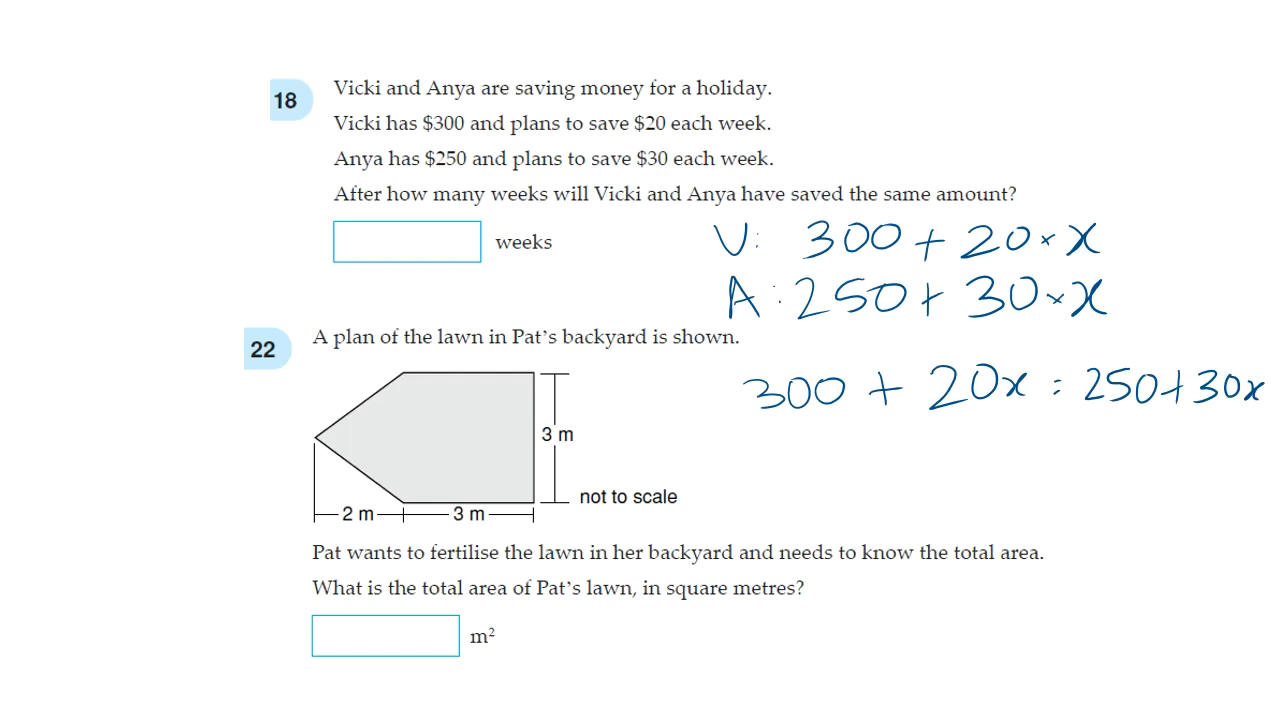 18
Vicki and Anya are saving money for a holiday.
Vicki has $300 and plans to save $20 each week.
Anya has $250 and plans to save $30 each week.
After how many weeks will Vicki and Anya have saved the same amount?
weeks
V: 300 + 20 × x
A: 250 + 30 × x
22
A plan of the lawn in Pat's backyard is shown.
300 + 20x = 250 + 30x
3 m
not to scale
2 m
3 m
Pat wants to fertilise the lawn in her backyard and needs to know the total area.
What is the total area of Pat's lawn, in square metres?
m²